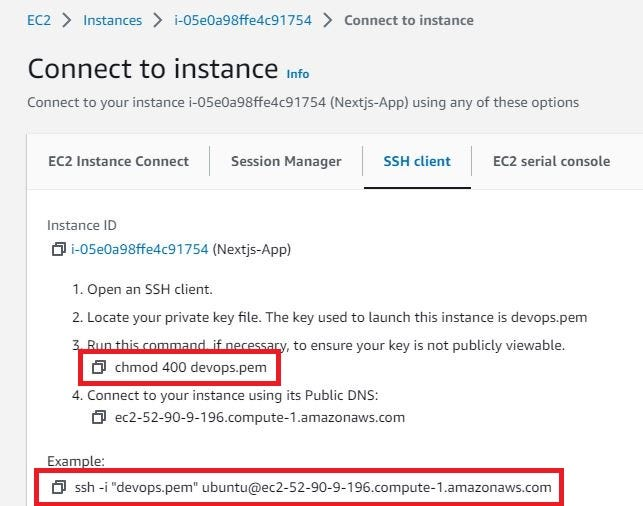 EC2 > Instances > i-05e0a98ffe4c91754 > Connect to instance
Connect to instance Info
Connect to your instance i-05e0a98ffe4c91754 (Nextjs-App) using any of these options
EC2 Instance Connect Session Manager SSH client EC2 serial console
Instance ID
i-05e0a98ffe4c91754 (Nextjs-App)
1. Open an SSH client.
2. Locate your private key file. The key used to launch this instance is devops.pem
3. Run this command, if necessary, to ensure your key is not publicly viewable.
chmod 400 devops.pem
4. Connect to your instance using its Public DNS:
ec2-52-90-9-196.compute-1.amazonaws.com
Example:
ssh -i "devops.pem" ubuntu@ec2-52-90-9-196.compute-1.amazonaws.com